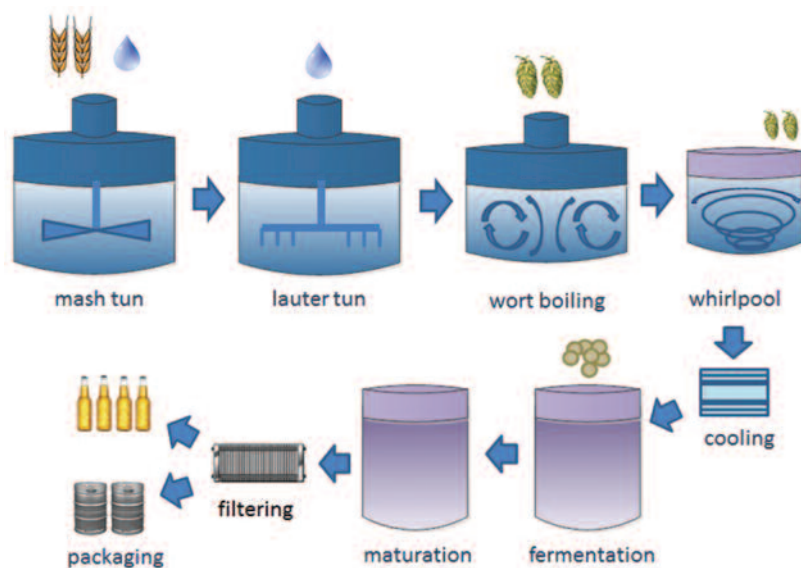 mash tun
lauter tun
wort boiling
whirlpool
cooling
fermentation
maturation
filtering
packaging